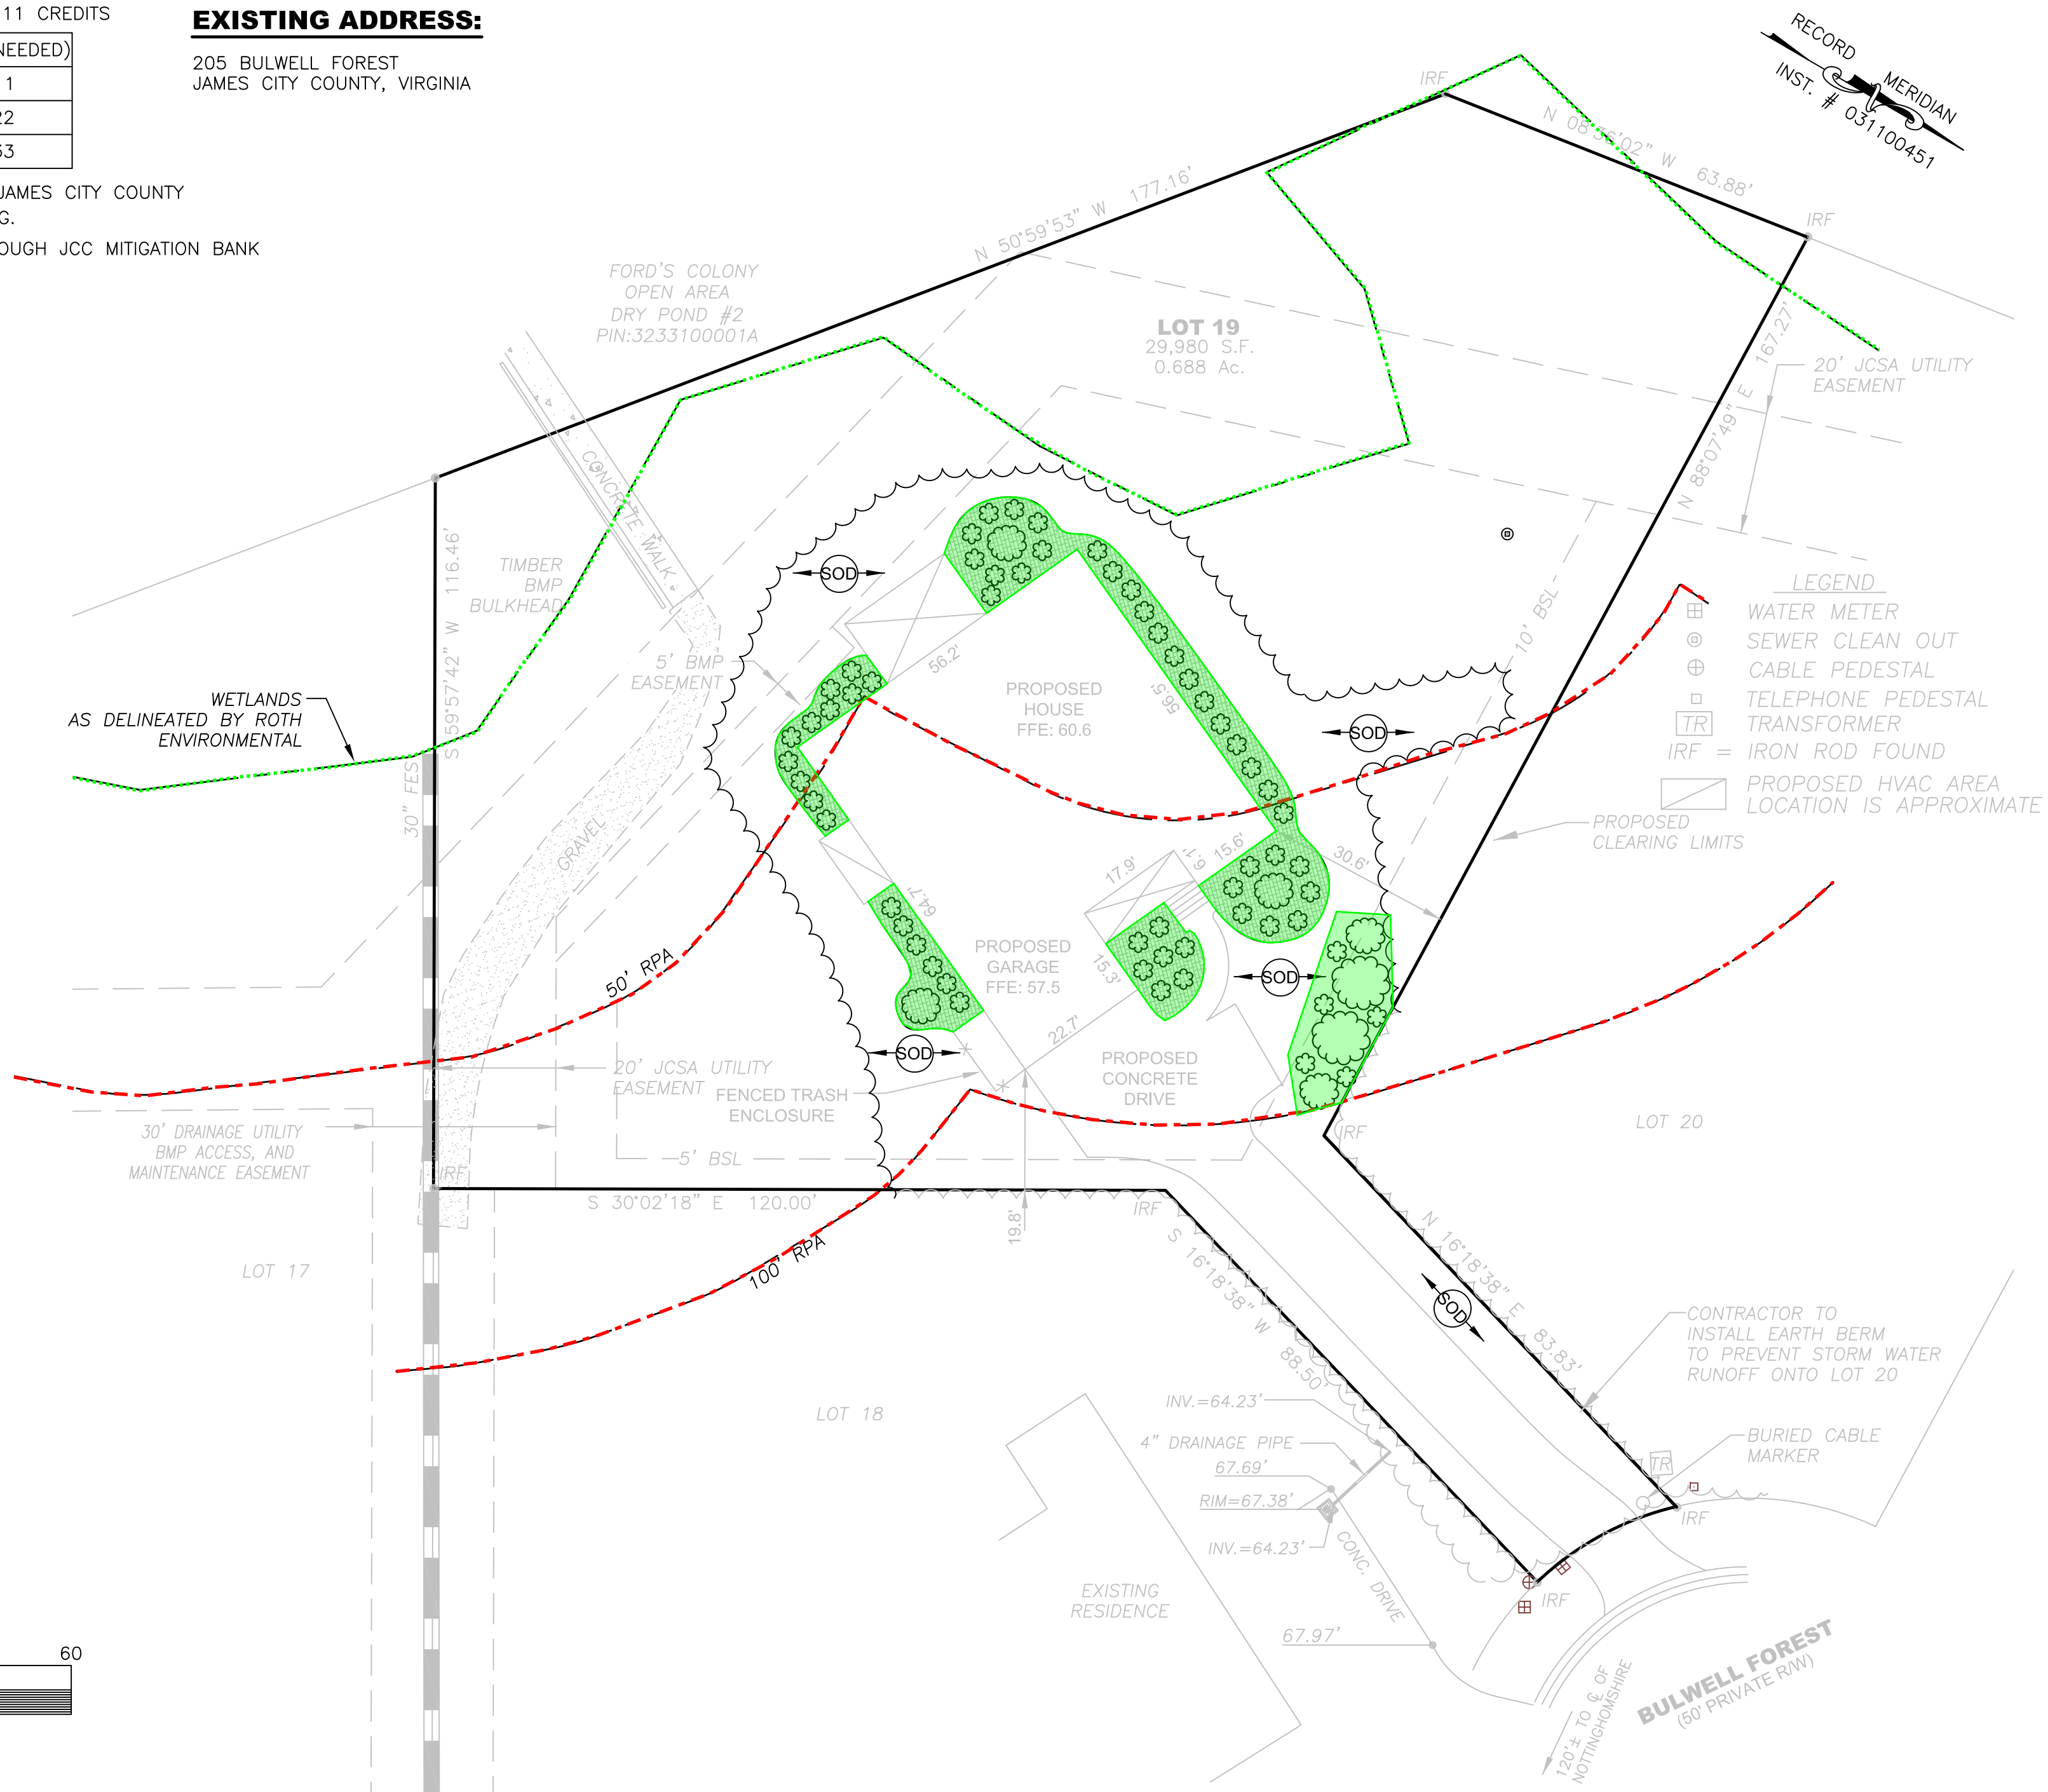 11 CREDITS
NEEDED)
1
22
33
JAMES CITY COUNTY
G.
OUGH JCC MITIGATION BANK
EXISTING ADDRESS:
205 BULWELL FOREST
JAMES CITY COUNTY, VIRGINIA
RECORD MERIDIAN
INST. # 031100451
IRF
N 08°36'02" W 63.88'
IRF
N 50°59'53" W 177.16'
FORD'S COLONY
OPEN AREA
DRY POND #2
PIN:3233100001A
LOT 19
29,980 S.F.
0.688 Ac.
N 88°07'49" E 167.27'
20' JCSA UTILITY
EASEMENT
CONCRETE WALK
TIMBER
BMP
BULKHEAD
S 59°57'42" W 116.46'
SOD
10' BSL
LEGEND
WATER METER
SEWER CLEAN OUT
CABLE PEDESTAL
TELEPHONE PEDESTAL
TR TRANSFORMER
IRF = IRON ROD FOUND
PROPOSED HVAC AREA
LOCATION IS APPROXIMATE
5' BMP
EASEMENT
56.2'
PROPOSED
HOUSE
FFE: 60.6
56.5'
SOD
WETLANDS
AS DELINEATED BY ROTH
ENVIRONMENTAL
30" FES
GRAVEL
PROPOSED
CLEARING LIMITS
17.9'
6.1'
15.6'
30.6'
64.7'
50' RPA
PROPOSED
GARAGE
FFE: 57.5
15.3'
SOD
22.7'
SOD
20' JCSA UTILITY
EASEMENT
FENCED TRASH
ENCLOSURE
PROPOSED
CONCRETE
DRIVE
30' DRAINAGE UTILITY
BMP ACCESS, AND
MAINTENANCE EASEMENT
5' BSL
IRF
LOT 20
IRF
S 30°02'18" E 120.00'
19.8'
IRF
S 16°18'38" W 88.50'
N 16°18'38" E 83.83'
100' RPA
LOT 17
SOD
CONTRACTOR TO
INSTALL EARTH BERM
TO PREVENT STORM WATER
RUNOFF ONTO LOT 20
LOT 18
INV.=64.23'
4" DRAINAGE PIPE
67.69'
RIM=67.38'
INV.=64.23'
BURIED CABLE
MARKER
TR
IRF
IRF
CONC. DRIVE
EXISTING
RESIDENCE
67.97'
BULWELL FOREST
(50' PRIVATE R/W)
120'± TO ℄ OF
NOTTINGHOMSHIRE
60